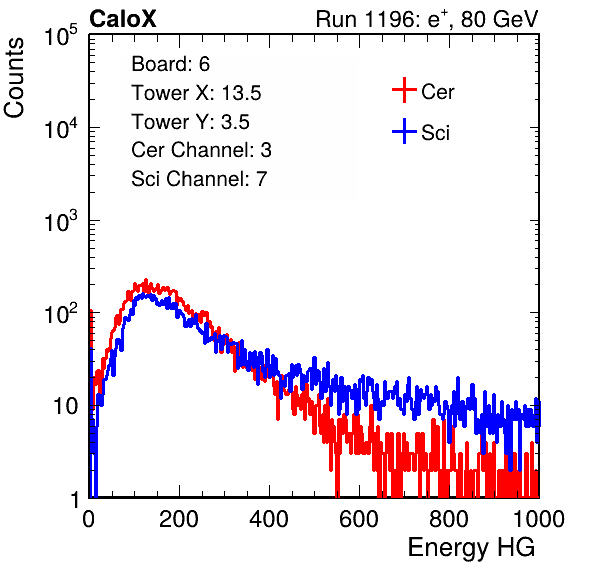 CaloX Run 1196: e⁺, 80 GeV
Counts
10⁵
10⁴
10³
10²
10
1
Board: 6
Tower X: 13.5
Tower Y: 3.5
Cer Channel: 3
Sci Channel: 7
Cer
Sci
0 200 400 600 800 1000
Energy HG